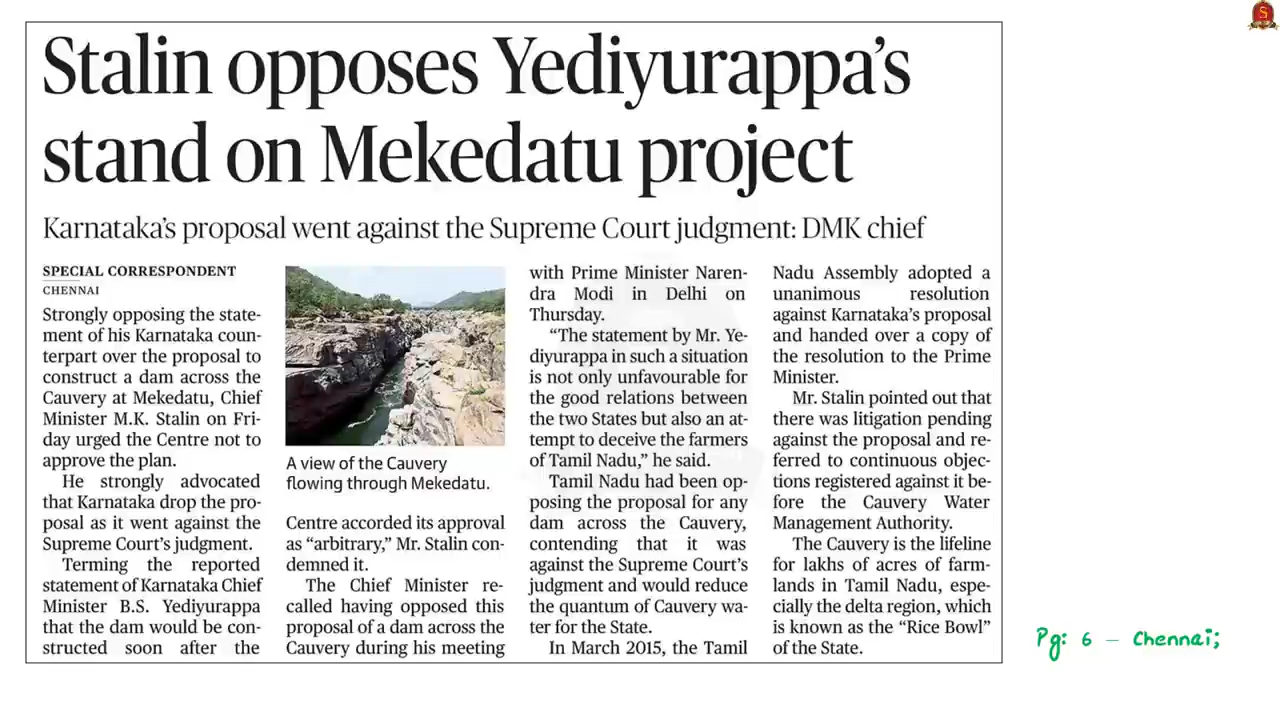 Stalin opposes Yediyurappa's
stand on Mekedatu project
Karnataka's proposal went against the Supreme Court judgment: DMK chief
SPECIAL CORRESPONDENT
CHENNAI
Strongly opposing the state-
ment of his Karnataka coun-
terpart over the proposal to
construct a dam across the
Cauvery at Mekedatu, Chief
Minister M.K. Stalin on Fri-
day urged the Centre not to
approve the plan.
He strongly advocated
that Karnataka drop the pro-
posal as it went against the
Supreme Court's judgment.
Terming the reported
statement of Karnataka Chief
Minister B.S. Yediyurappa
that the dam would be con-
structed soon after the
A view of the Cauvery
flowing through Mekedatu.
Centre accorded its approval
as “arbitrary,” Mr. Stalin con-
demned it.
The Chief Minister re-
called having opposed this
proposal of a dam across the
Cauvery during his meeting
with Prime Minister Naren-
dra Modi in Delhi on
Thursday.
“The statement by Mr. Ye-
diyurappa in such a situation
is not only unfavourable for
the good relations between
the two States but also an at-
tempt to deceive the farmers
of Tamil Nadu,” he said.
Tamil Nadu had been op-
posing the proposal for any
dam across the Cauvery,
contending that it was
against the Supreme Court's
judgment and would reduce
the quantum of Cauvery wa-
ter for the State.
In March 2015, the Tamil
Nadu Assembly adopted a
unanimous resolution
against Karnataka's proposal
and handed over a copy of
the resolution to the Prime
Minister.
Mr. Stalin pointed out that
there was litigation pending
against the proposal and re-
ferred to continuous objec-
tions registered against it be-
fore the Cauvery Water
Management Authority.
The Cauvery is the lifeline
for lakhs of acres of farm-
lands in Tamil Nadu, espe-
cially the delta region, which
is known as the “Rice Bowl”
of the State.
Pg: 6 – Chennai;